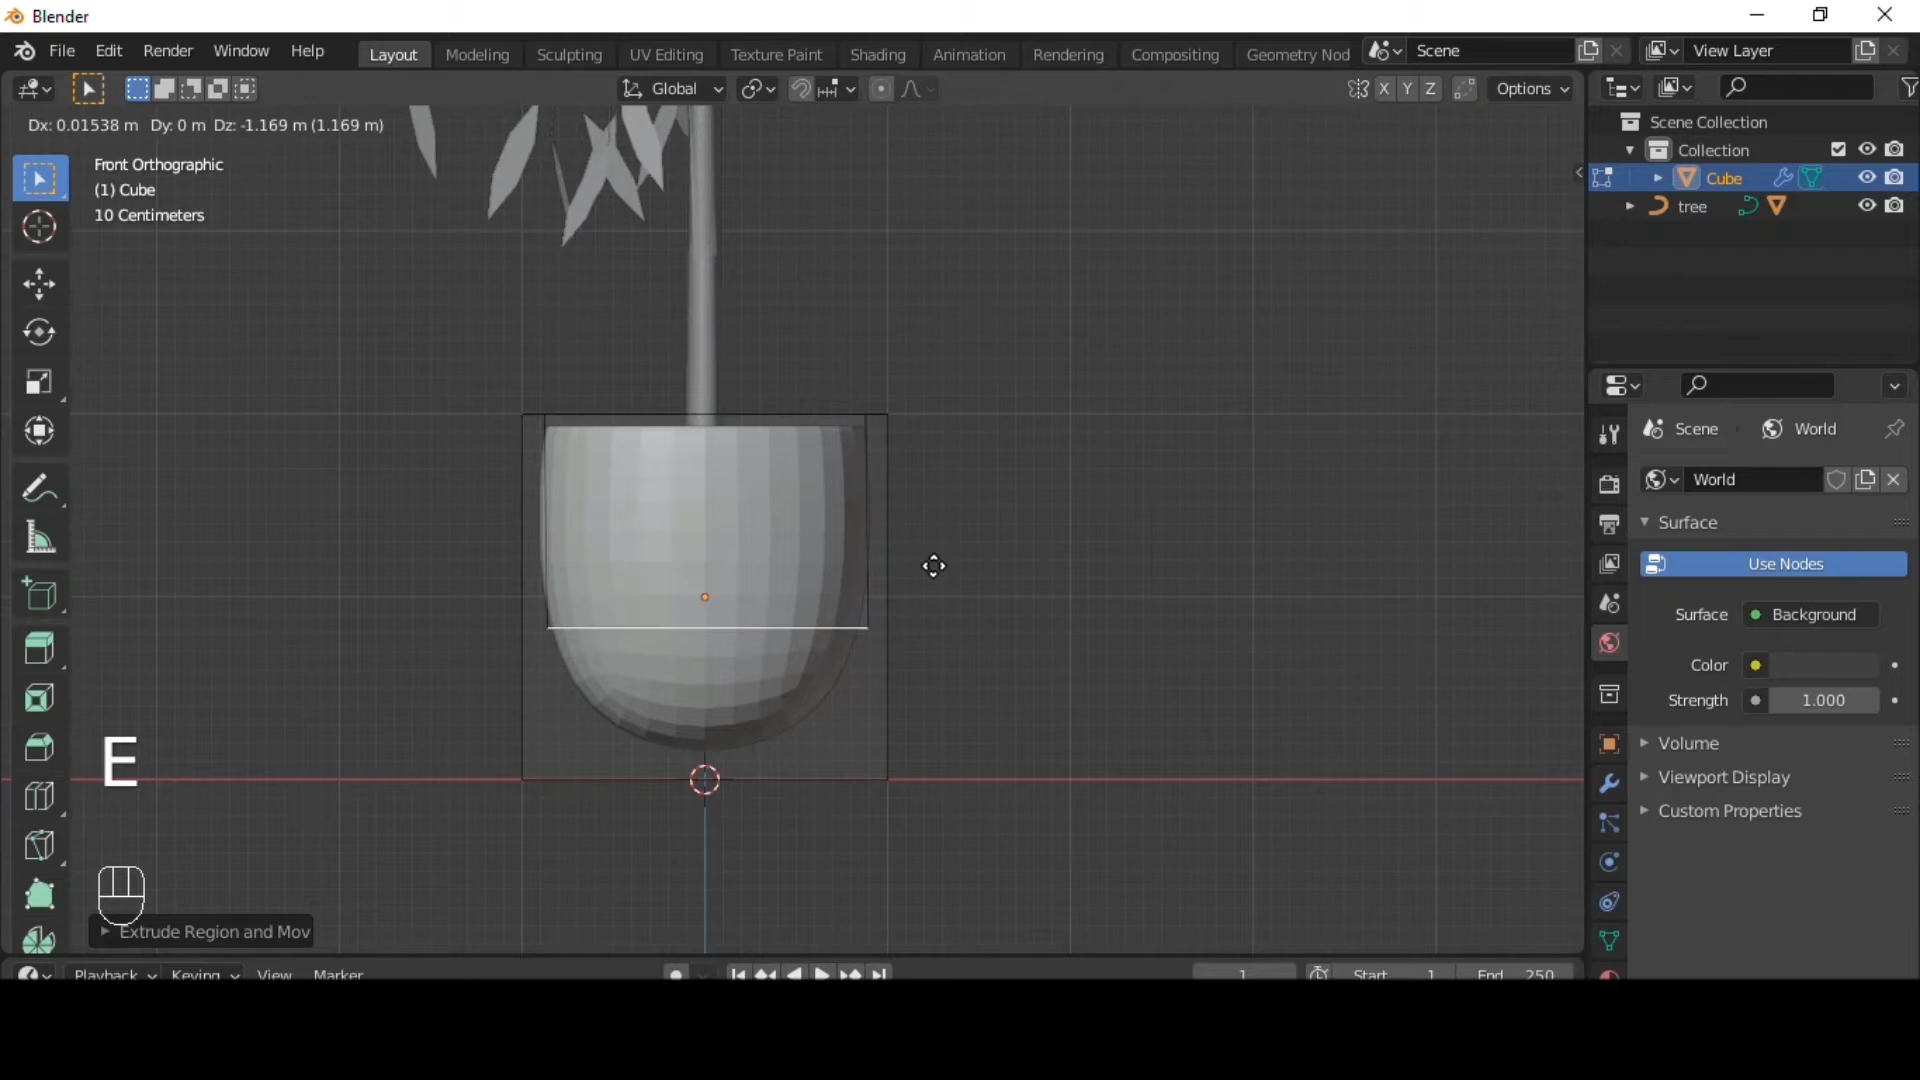 Blender
File Edit Render Window Help Layout Modeling Sculpting UV Editing Texture Paint Shading Animation Rendering Compositing Geometry Nod Scene View Layer
Global X Y Z Options
Dx: 0.01538 m Dy: 0 m Dz: -1.169 m (1.169 m)
Front Orthographic
(1) Cube
10 Centimeters
Scene Collection
Collection
Cube
tree
Scene World
World
Surface
Use Nodes
Surface Background
Color
Strength 1.000
Volume
Viewport Display
Custom Properties
E
Extrude Region and Mov
Playback Keying View Marker 1 Start 1 End 250